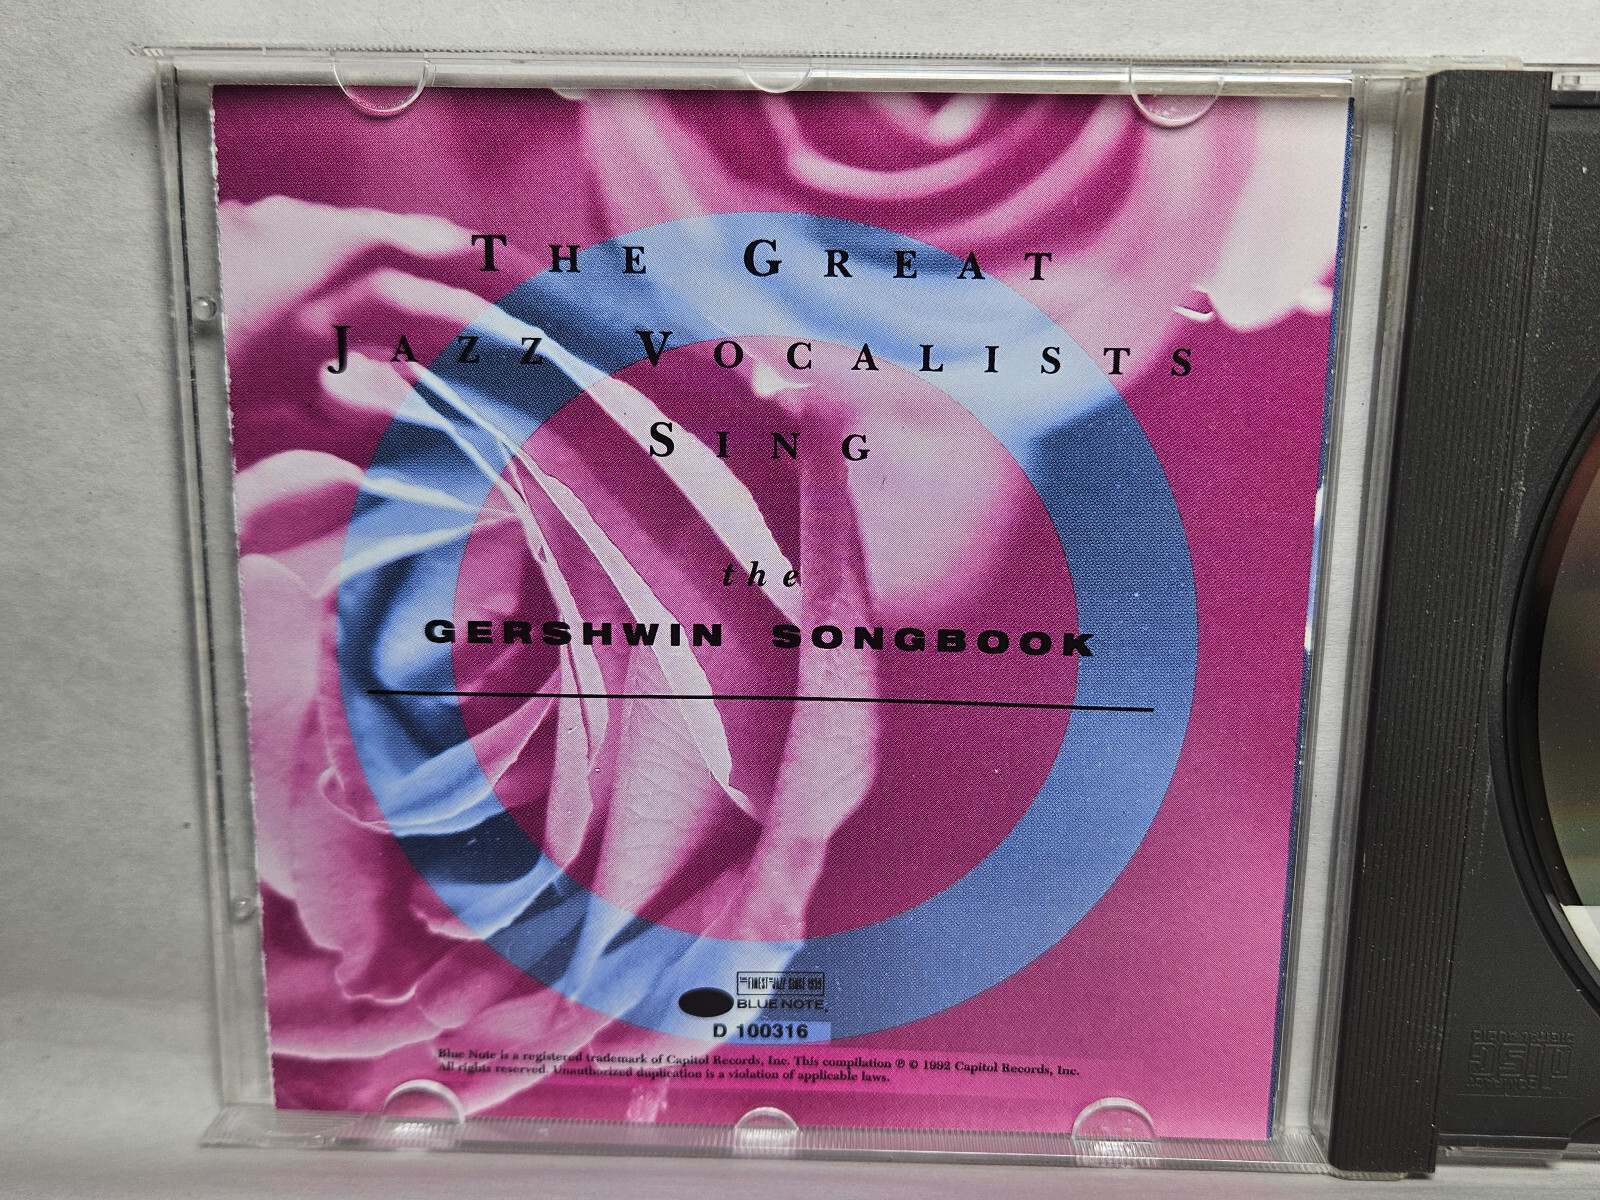 THE GREAT
JAZZ VOCALISTS
SING
the
GERSHWIN SONGBOOK
THE FINEST IN JAZZ SINCE 1939
BLUE NOTE
D 100316
Blue Note is a registered trademark of Capitol Records, Inc. This compilation ℗ © 1992 Capitol Records, Inc.
All rights reserved. Unauthorized duplication is a violation of applicable laws.